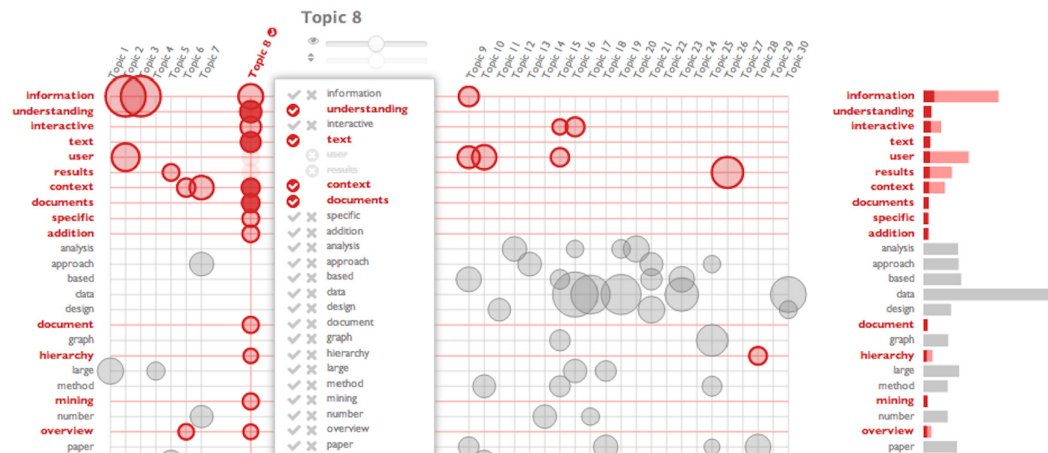 Topic 8
Topic 1
Topic 2
Topic 3
Topic 4
Topic 5
Topic 6
Topic 7
Topic 8
Topic 9
Topic 10
Topic 11
Topic 12
Topic 13
Topic 14
Topic 15
Topic 16
Topic 17
Topic 18
Topic 19
Topic 20
Topic 21
Topic 22
Topic 23
Topic 24
Topic 25
Topic 26
Topic 27
Topic 28
Topic 29
Topic 30
information
understanding
interactive
text
user
results
context
documents
specific
addition
analysis
approach
based
data
design
document
graph
hierarchy
large
method
mining
number
overview
paper
information
understanding
interactive
text
user
results
context
documents
specific
addition
analysis
approach
based
data
design
document
graph
hierarchy
large
method
mining
number
overview
paper
information
understanding
interactive
text
user
results
context
documents
specific
addition
analysis
approach
based
data
design
document
graph
hierarchy
large
method
mining
number
overview
paper